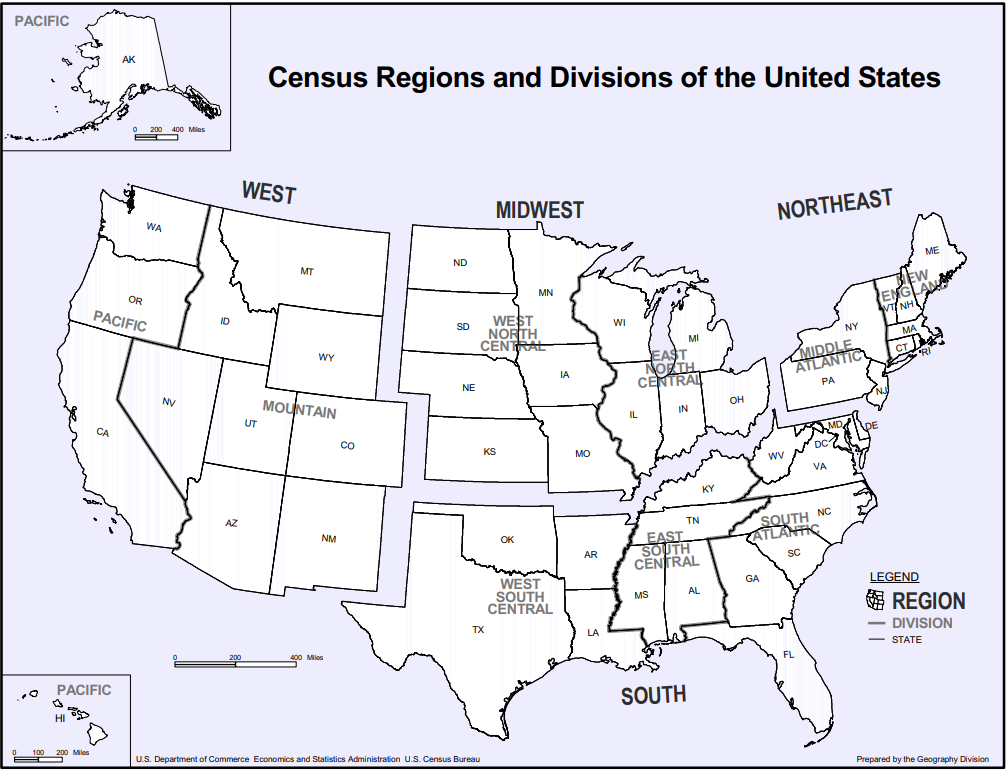 PACIFIC
AK
0 200 400 Miles
Census Regions and Divisions of the United States
WEST
MIDWEST
NORTHEAST
WA
MT
OR
ID
PACIFIC
WY
NV
UT
MOUNTAIN
CO
CA
AZ
NM
ND
MN
SD
WEST
NORTH
CENTRAL
NE
IA
KS
MO
WI
MI
EAST
NORTH
CENTRAL
IL
IN
OH
ME
NEW
ENGLAND
VT
NH
NY
MA
CT
RI
MIDDLE
ATLANTIC
PA
NJ
MD
DE
DC
WV
VA
KY
NC
TN
SOUTH
ATLANTIC
SC
EAST
SOUTH
CENTRAL
OK
AR
MS
AL
GA
WEST
SOUTH
CENTRAL
TX
LA
FL
SOUTH
LEGEND
REGION
DIVISION
STATE
0 200 400 Miles
PACIFIC
HI
0 100 200 Miles
U.S. Department of Commerce Economics and Statistics Administration U.S. Census Bureau
Prepared by the Geography Division